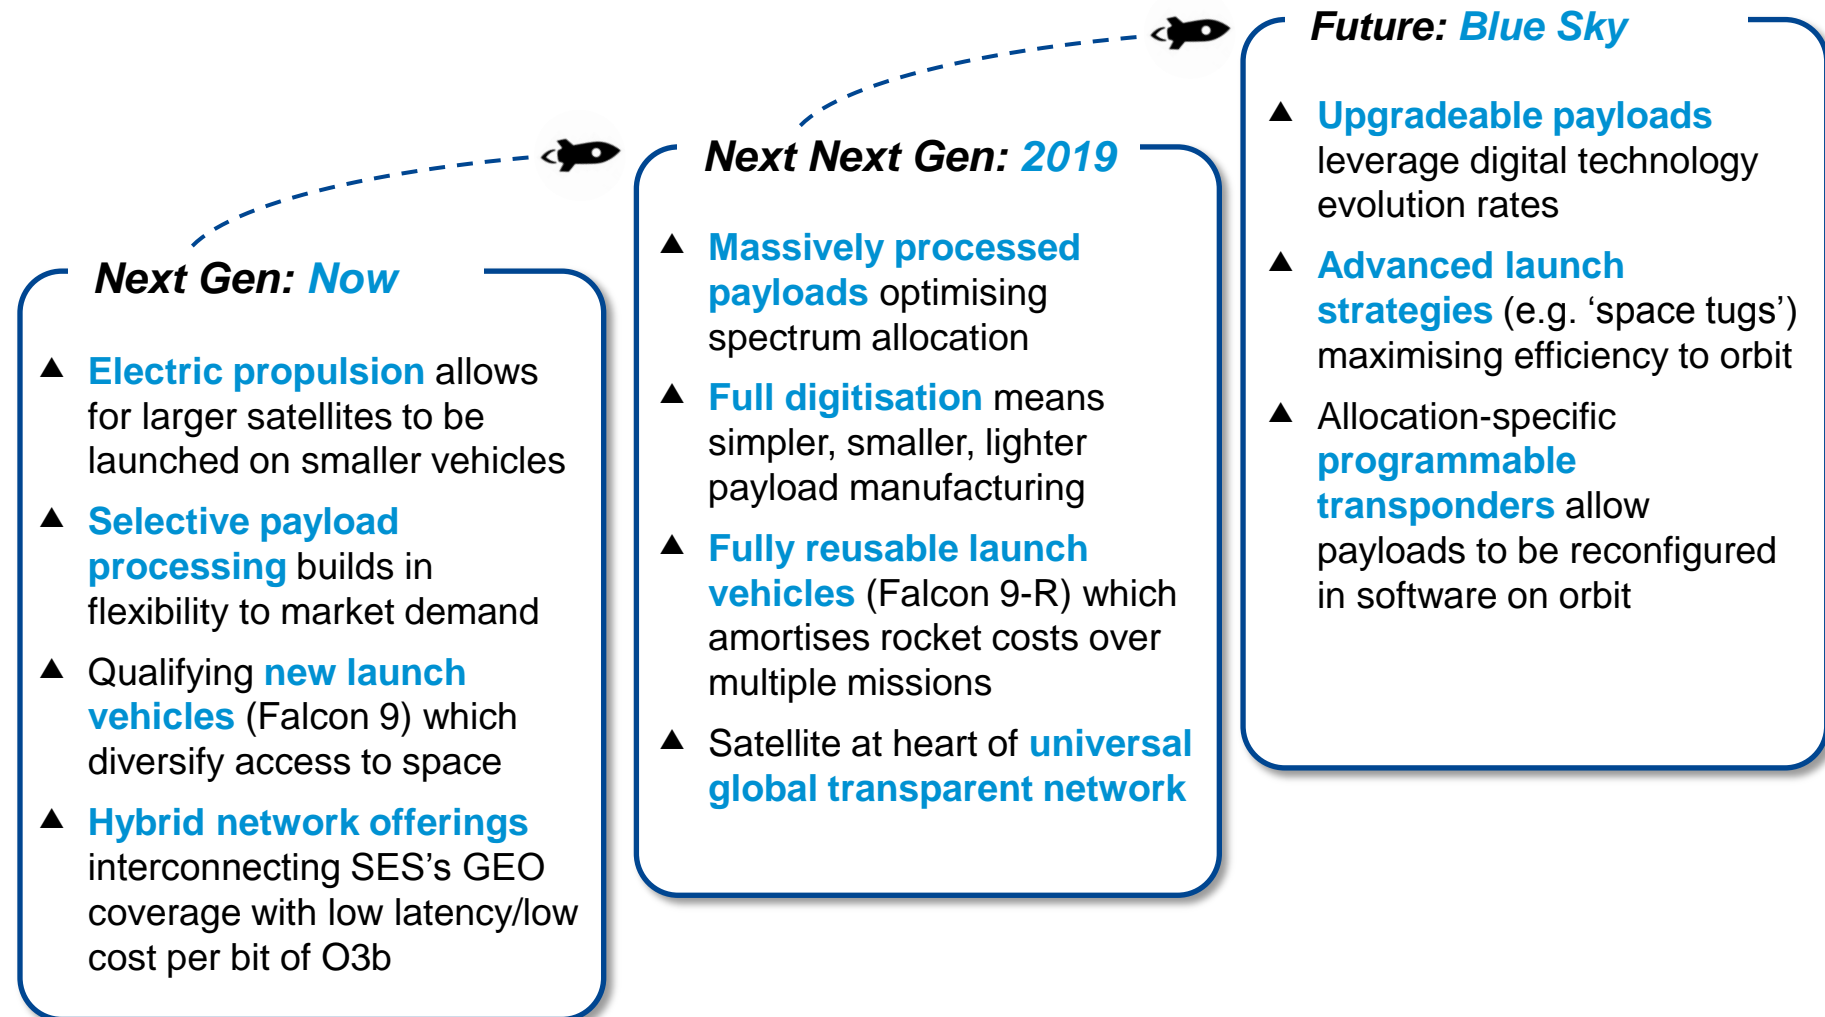 Next Gen: Now
▲ Electric propulsion allows
for larger satellites to be
launched on smaller vehicles
▲ Selective payload
processing builds in
flexibility to market demand
▲ Qualifying new launch
vehicles (Falcon 9) which
diversify access to space
▲ Hybrid network offerings
interconnecting SES’s GEO
coverage with low latency/low
cost per bit of O3b
Next Next Gen: 2019
▲ Massively processed
payloads optimising
spectrum allocation
▲ Full digitisation means
simpler, smaller, lighter
payload manufacturing
▲ Fully reusable launch
vehicles (Falcon 9-R) which
amortises rocket costs over
multiple missions
▲ Satellite at heart of universal
global transparent network
Future: Blue Sky
▲ Upgradeable payloads
leverage digital technology
evolution rates
▲ Advanced launch
strategies (e.g. ‘space tugs’)
maximising efficiency to orbit
▲ Allocation-specific
programmable
transponders allow
payloads to be reconfigured
in software on orbit